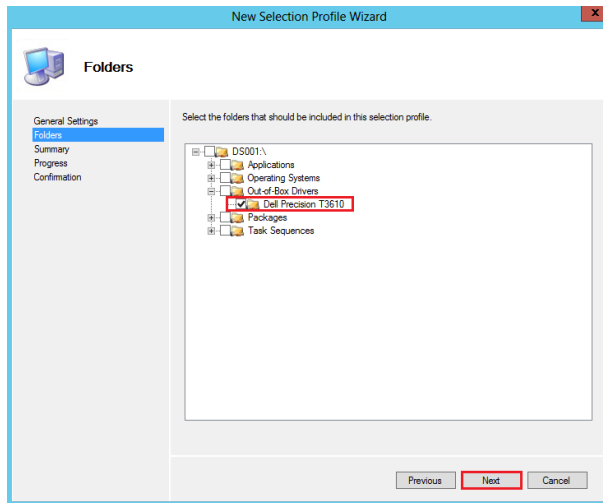 New Selection Profile Wizard
x
Folders
General Settings
Folders
Summary
Progress
Confirmation
Select the folders that should be included in this selection profile.
DS001:\
Applications
Operating Systems
Out-of-Box Drivers
Dell Precision T3610
Packages
Task Sequences
Previous Next Cancel